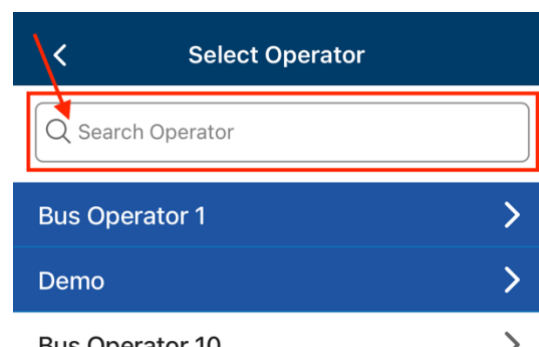 Select Operator
Search Operator
Bus Operator 1
Demo
Bus Operator 10